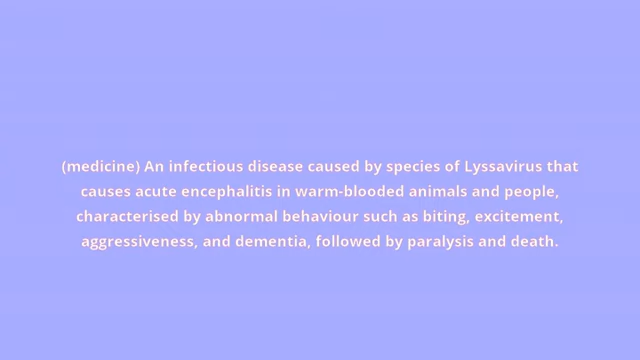 (medicine) An infectious disease caused by species of Lyssavirus that
causes acute encephalitis in warm-blooded animals and people,
characterised by abnormal behaviour such as biting, excitement,
aggressiveness, and dementia, followed by paralysis and death.